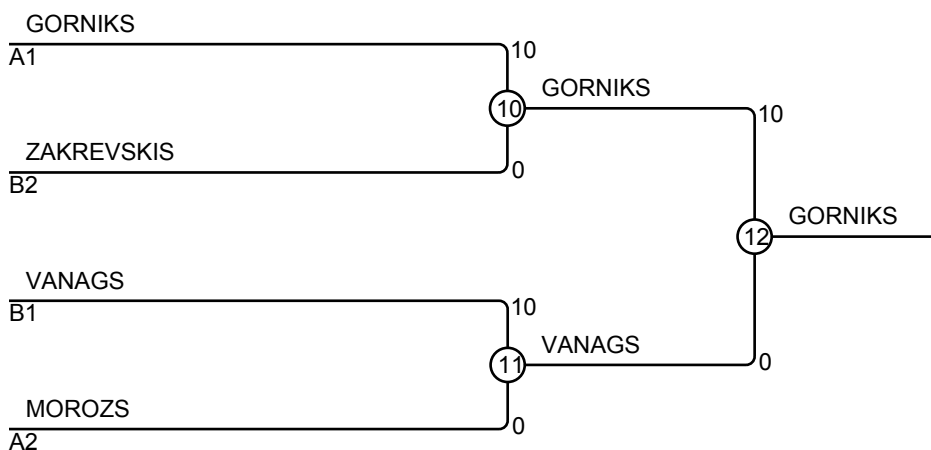 GORNIKS
A1
10
10
GORNIKS
10
ZAKREVSKIS
B2
0
12
GORNIKS
VANAGS
B1
10
11
VANAGS
0
MOROZS
A2
0